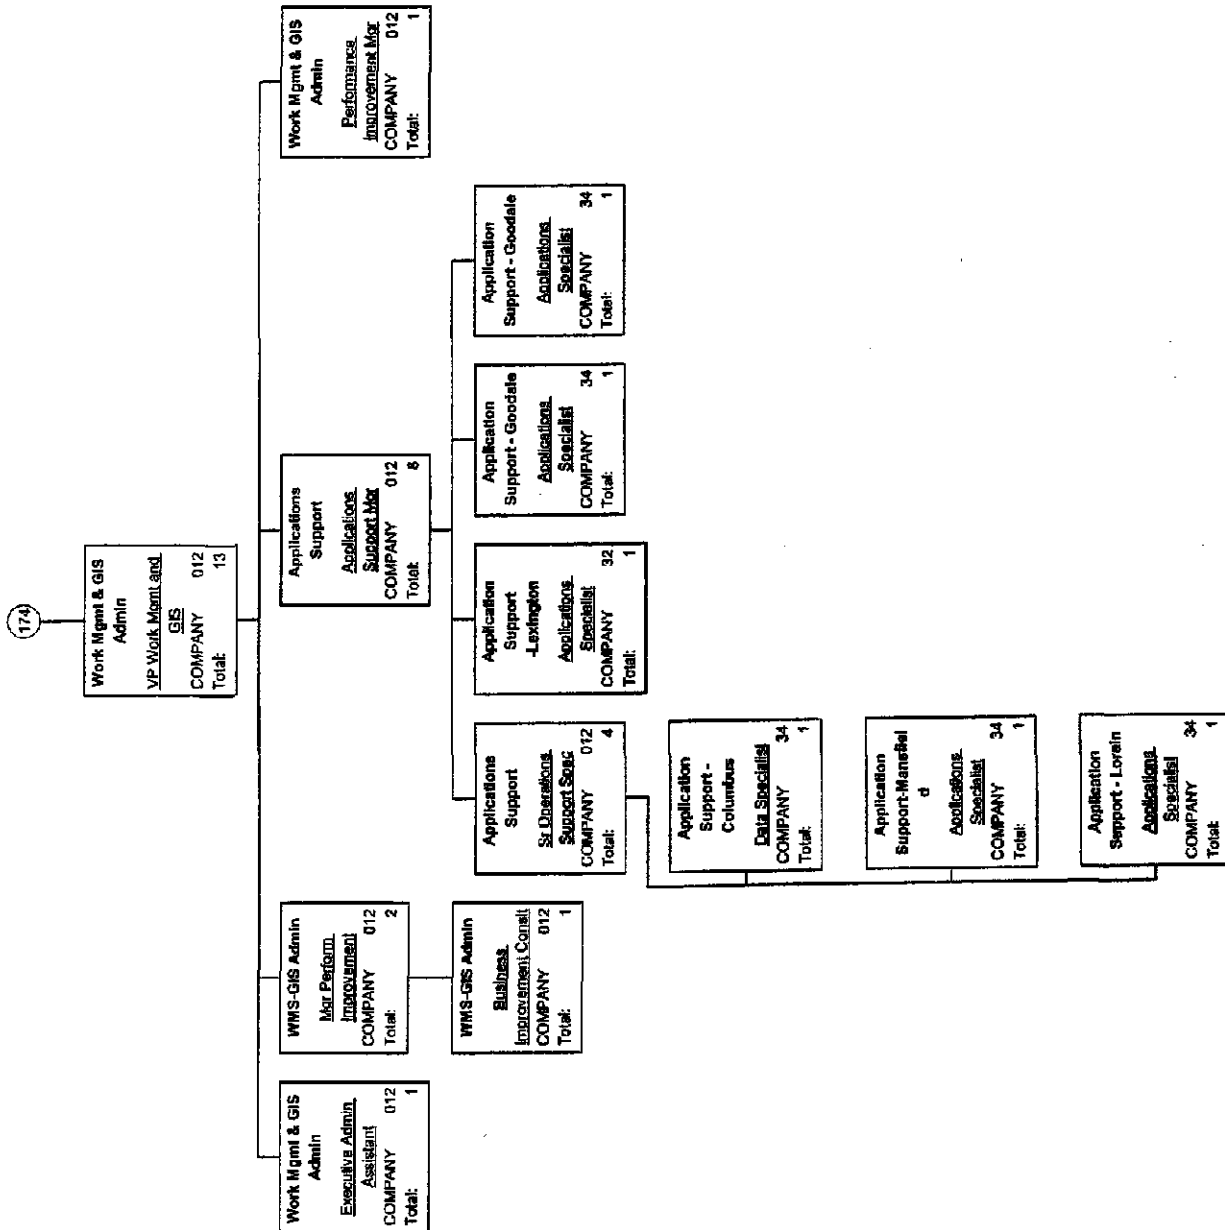 174
Work Mgmt & GIS
Admin
VP Work Mgmt and
GIS
COMPANY 012
Total: 13
Work Mgmt & GIS
Admin
Executive Admin
Assistant
COMPANY 012
Total: 1
WMS-GIS Admin
Mgr Perform
Improvement
COMPANY 012
Total: 2
Applications
Support
Applications
Support Mgr
COMPANY 012
Total: 8
Work Mgmt & GIS
Admin
Performance
Improvement Mgr
COMPANY 012
Total: 1
WMS-GIS Admin
Business
Improvement Conslt
COMPANY 012
Total: 1
Applications
Support
Sr Operations
Support Spec
COMPANY 012
Total: 4
Application
Support
-Lexington
Applications
Specialist
COMPANY 32
Total: 1
Application
Support - Goodale
Applications
Specialist
COMPANY 34
Total: 1
Application
Support - Goodale
Applications
Specialist
COMPANY 34
Total: 1
Application
Support -
Columbus
Data Specialist
COMPANY 34
Total: 1
Application
Support-Mansfiel
d
Applications
Specialist
COMPANY 34
Total: 1
Application
Support - Lorain
Applications
Specialist
COMPANY 34
Total: 1